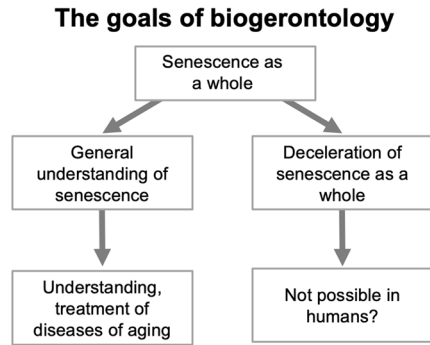 The goals of biogerontology
Senescence as
a whole
General
understanding of
senescence
Deceleration of
senescence as a
whole
Understanding,
treatment of
diseases of aging
Not possible in
humans?